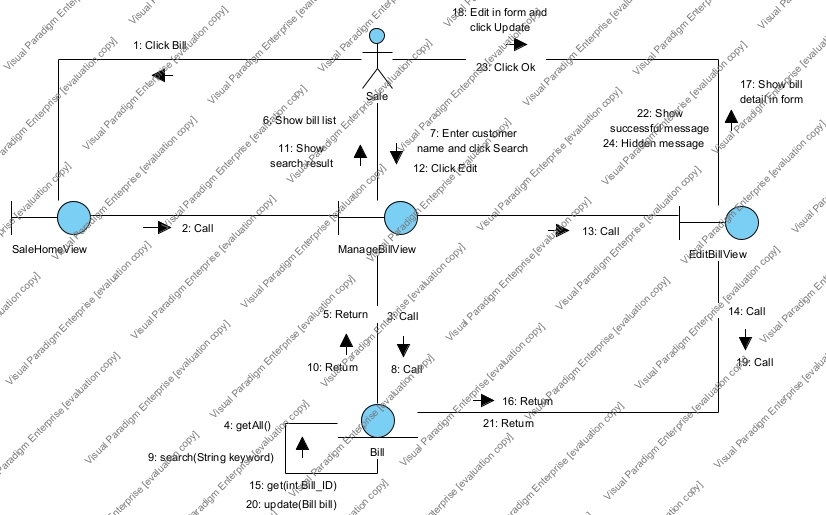 18: Edit in form and
click Update
1: Click Bill
23: Click Ok
17: Show bill
detail in form
Sale
6: Show bill list
22: Show
successful message
24: Hidden message
7: Enter customer
name and click Search
11: Show
search result
12: Click Edit
2: Call
13: Call
SaleHomeView
ManageBillView
EditBillView
5: Return
3: Call
14: Call
10: Return
8: Call
19: Call
16: Return
21: Return
4: getAll()
9: search(String keyword)
Bill
15: get(int Bill_ID)
20: update(Bill bill)
Visual Paradigm Enterprise [evaluation copy]